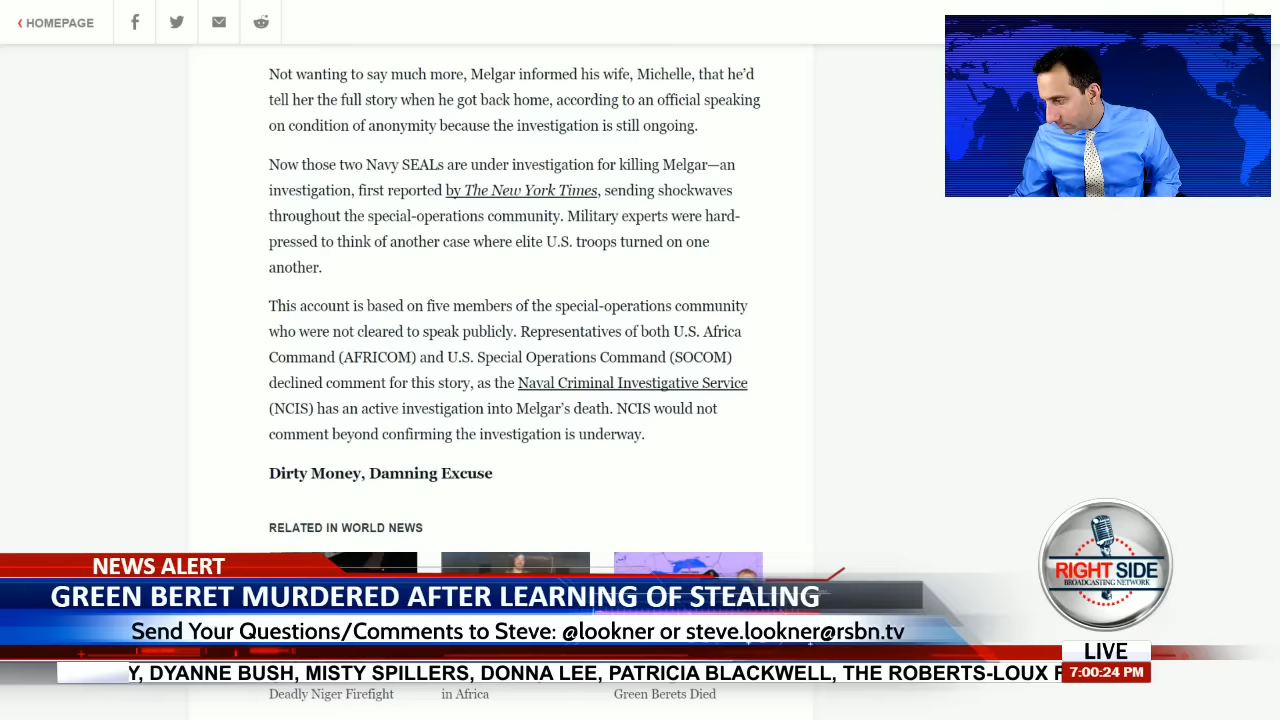 HOMEPAGE
Not wanting to say much more, Melgar informed his wife, Michelle, that he'd
her the full story when he got back home, according to an official speaking
on condition of anonymity because the investigation is still ongoing.
Now those two Navy SEALs are under investigation for killing Melgar—an
investigation, first reported by The New York Times, sending shockwaves
throughout the special-operations community. Military experts were hard-
pressed to think of another case where elite U.S. troops turned on one
another.
This account is based on five members of the special-operations community
who were not cleared to speak publicly. Representatives of both U.S. Africa
Command (AFRICOM) and U.S. Special Operations Command (SOCOM)
declined comment for this story, as the Naval Criminal Investigative Service
(NCIS) has an active investigation into Melgar's death. NCIS would not
comment beyond confirming the investigation is underway.
Dirty Money, Damning Excuse
RELATED IN WORLD NEWS
NEWS ALERT
GREEN BERET MURDERED AFTER LEARNING OF STEALING
Send Your Questions/Comments to Steve: @lookner or steve.lookner@rsbn.tv
RIGHT SIDE
BROADCASTING NETWORK
LIVE
7:00:24 PM
Y, DYANNE BUSH, MISTY SPILLERS, DONNA LEE, PATRICIA BLACKWELL, THE ROBERTS-LOUX F
Deadly Niger Firefight
in Africa
Green Berets Died